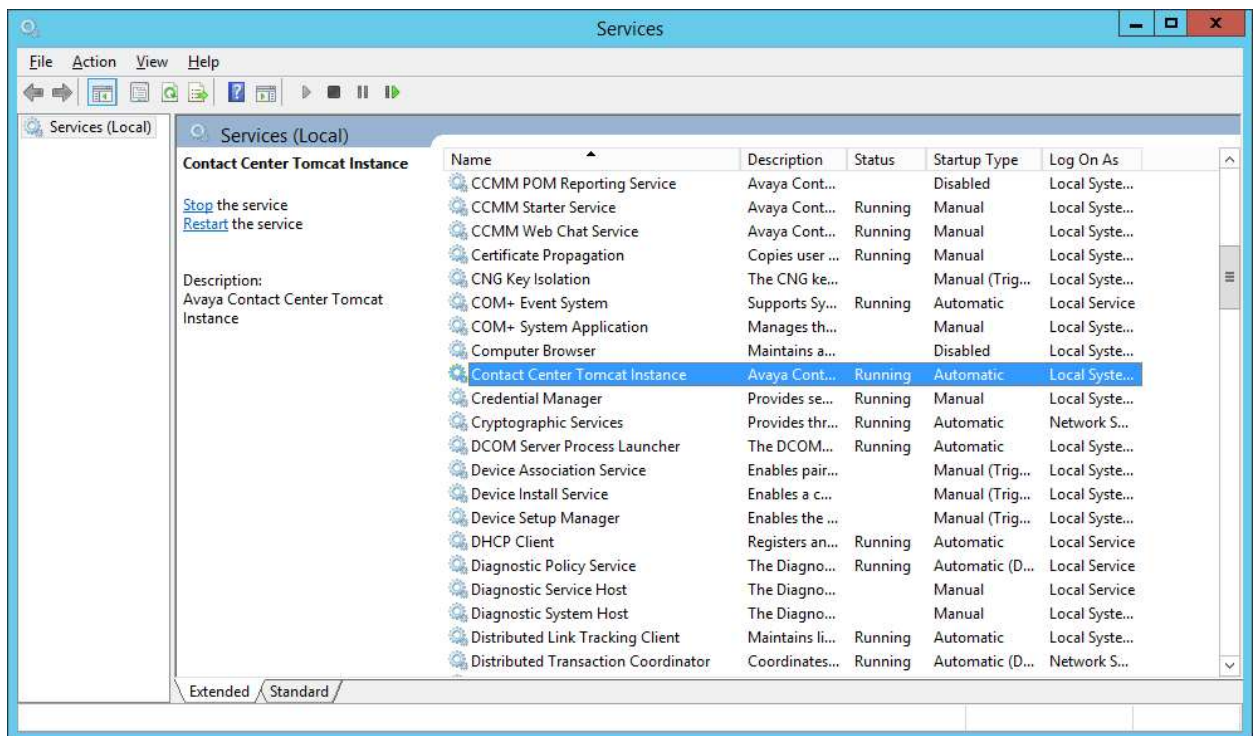 Services
File Action View Help
Services (Local)
Services (Local)
Contact Center Tomcat Instance
Stop the service
Restart the service
Description:
Avaya Contact Center Tomcat
Instance
Name Description Status Startup Type Log On As
CCMM POM Reporting Service Avaya Cont... Disabled Local Syste...
CCMM Starter Service Avaya Cont... Running Manual Local Syste...
CCMM Web Chat Service Avaya Cont... Running Manual Local Syste...
Certificate Propagation Copies user ... Running Manual Local Syste...
CNG Key Isolation The CNG ke... Manual (Trig... Local Syste...
COM+ Event System Supports Sy... Running Automatic Local Service
COM+ System Application Manages th... Manual Local Syste...
Computer Browser Maintains a... Disabled Local Syste...
Contact Center Tomcat Instance Avaya Cont... Running Automatic Local Syste...
Credential Manager Provides se... Running Manual Local Syste...
Cryptographic Services Provides thr... Running Automatic Network S...
DCOM Server Process Launcher The DCOM... Running Automatic Local Syste...
Device Association Service Enables pair... Manual (Trig... Local Syste...
Device Install Service Enables a c... Manual (Trig... Local Syste...
Device Setup Manager Enables the ... Manual (Trig... Local Syste...
DHCP Client Registers an... Running Automatic Local Service
Diagnostic Policy Service The Diagno... Running Automatic (D... Local Service
Diagnostic Service Host The Diagno... Manual Local Service
Diagnostic System Host The Diagno... Manual Local Syste...
Distributed Link Tracking Client Maintains li... Running Automatic Local Syste...
Distributed Transaction Coordinator Coordinates... Running Automatic (D... Network S...
Extended Standard